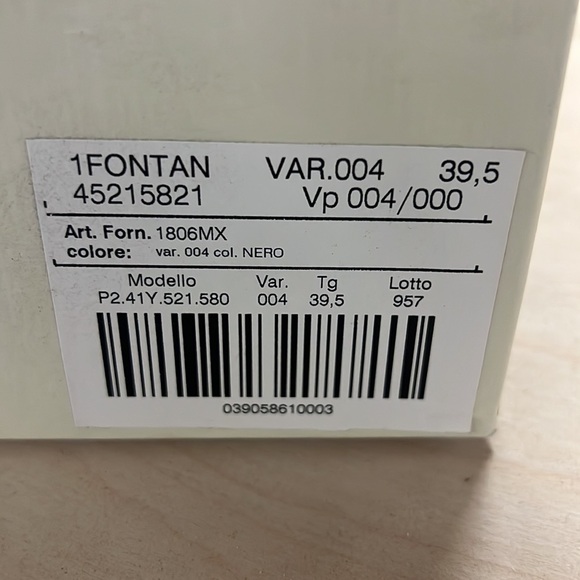 1FONTAN VAR.004 39,5
45215821 Vp 004/000
Art. Forn. 1806MX
colore: var. 004 col. NERO
Modello Var. Tg Lotto
P2.41Y.521.580 004 39,5 957
039058610003